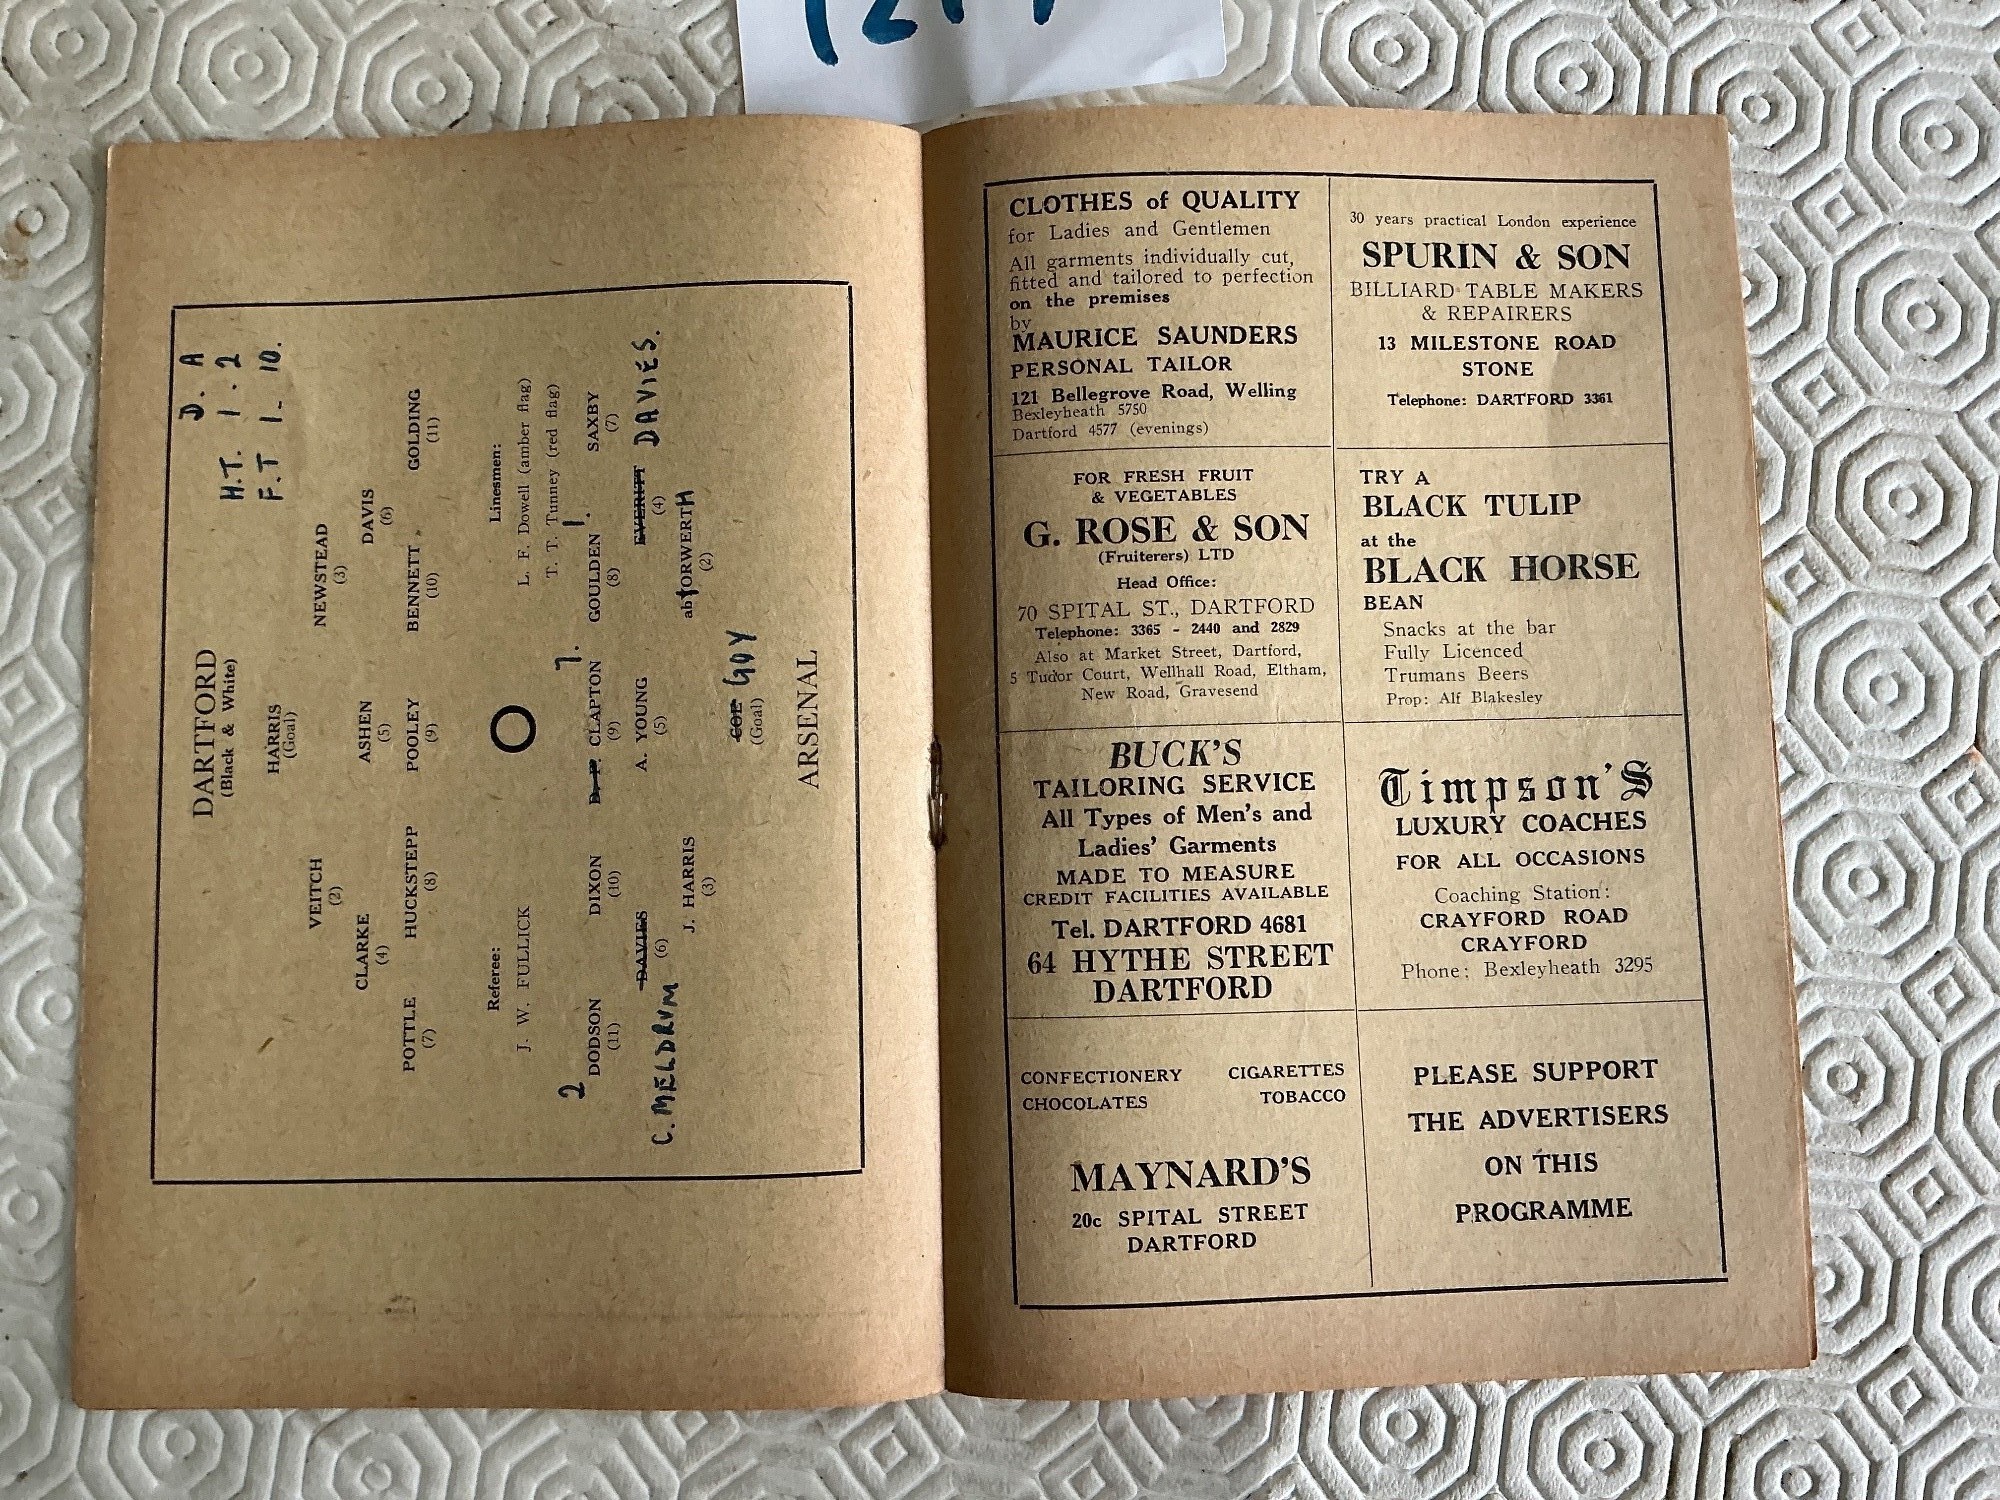 D. A
H.T. 1. 2
F.T 1- 10.
DARTFORD
(Black & White)
HARRIS
(Goal)
VEITCH NEWSTEAD
(2) (3)
CLARKE ASHEN DAVIS
(4) (5) (6)
POTTLE HUCKSTEPP POOLEY BENNETT GOLDING
(7) (8) (9) (10) (11)
Referee: Linesmen:
J. W. FULLICK L. F. Dowell (amber flag)
O T. T. Tunney (red flag)
2 7. 1.
DODSON DIXON D. P. CLAPTON GOULDEN SAXBY
(11) (10) (9) (8) (7)
C. MELDRUM DAVIES A. YOUNG EVERITT DAVIES.
(6) (5) (4)
J. HARRIS abIORWERTH
(3) (2)
COE GOY
(Goal)
ARSENAL
CLOTHES of QUALITY
for Ladies and Gentlemen
All garments individually cut,
fitted and tailored to perfection
on the premises
by
MAURICE SAUNDERS
PERSONAL TAILOR
121 Bellegrove Road, Welling
Bexleyheath 5750
Dartford 4577 (evenings)
30 years practical London experience
SPURIN & SON
BILLIARD TABLE MAKERS
& REPAIRERS
13 MILESTONE ROAD
STONE
Telephone: DARTFORD 3361
FOR FRESH FRUIT
& VEGETABLES
G. ROSE & SON
(Fruiterers) LTD
Head Office:
70 SPITAL ST., DARTFORD
Telephone: 3365 - 2440 and 2829
Also at Market Street, Dartford,
5 Tudor Court, Wellhall Road, Eltham,
New Road, Gravesend
TRY A
BLACK TULIP
at the
BLACK HORSE
BEAN
Snacks at the bar
Fully Licenced
Trumans Beers
Prop: Alf Blakesley
BUCK'S
TAILORING SERVICE
All Types of Men's and
Ladies' Garments
MADE TO MEASURE
CREDIT FACILITIES AVAILABLE
Tel. DARTFORD 4681
64 HYTHE STREET
DARTFORD
Timpson's
LUXURY COACHES
FOR ALL OCCASIONS
Coaching Station:
CRAYFORD ROAD
CRAYFORD
Phone: Bexleyheath 3295
CONFECTIONERY CIGARETTES
CHOCOLATES TOBACCO
MAYNARD'S
20c SPITAL STREET
DARTFORD
PLEASE SUPPORT
THE ADVERTISERS
ON THIS
PROGRAMME